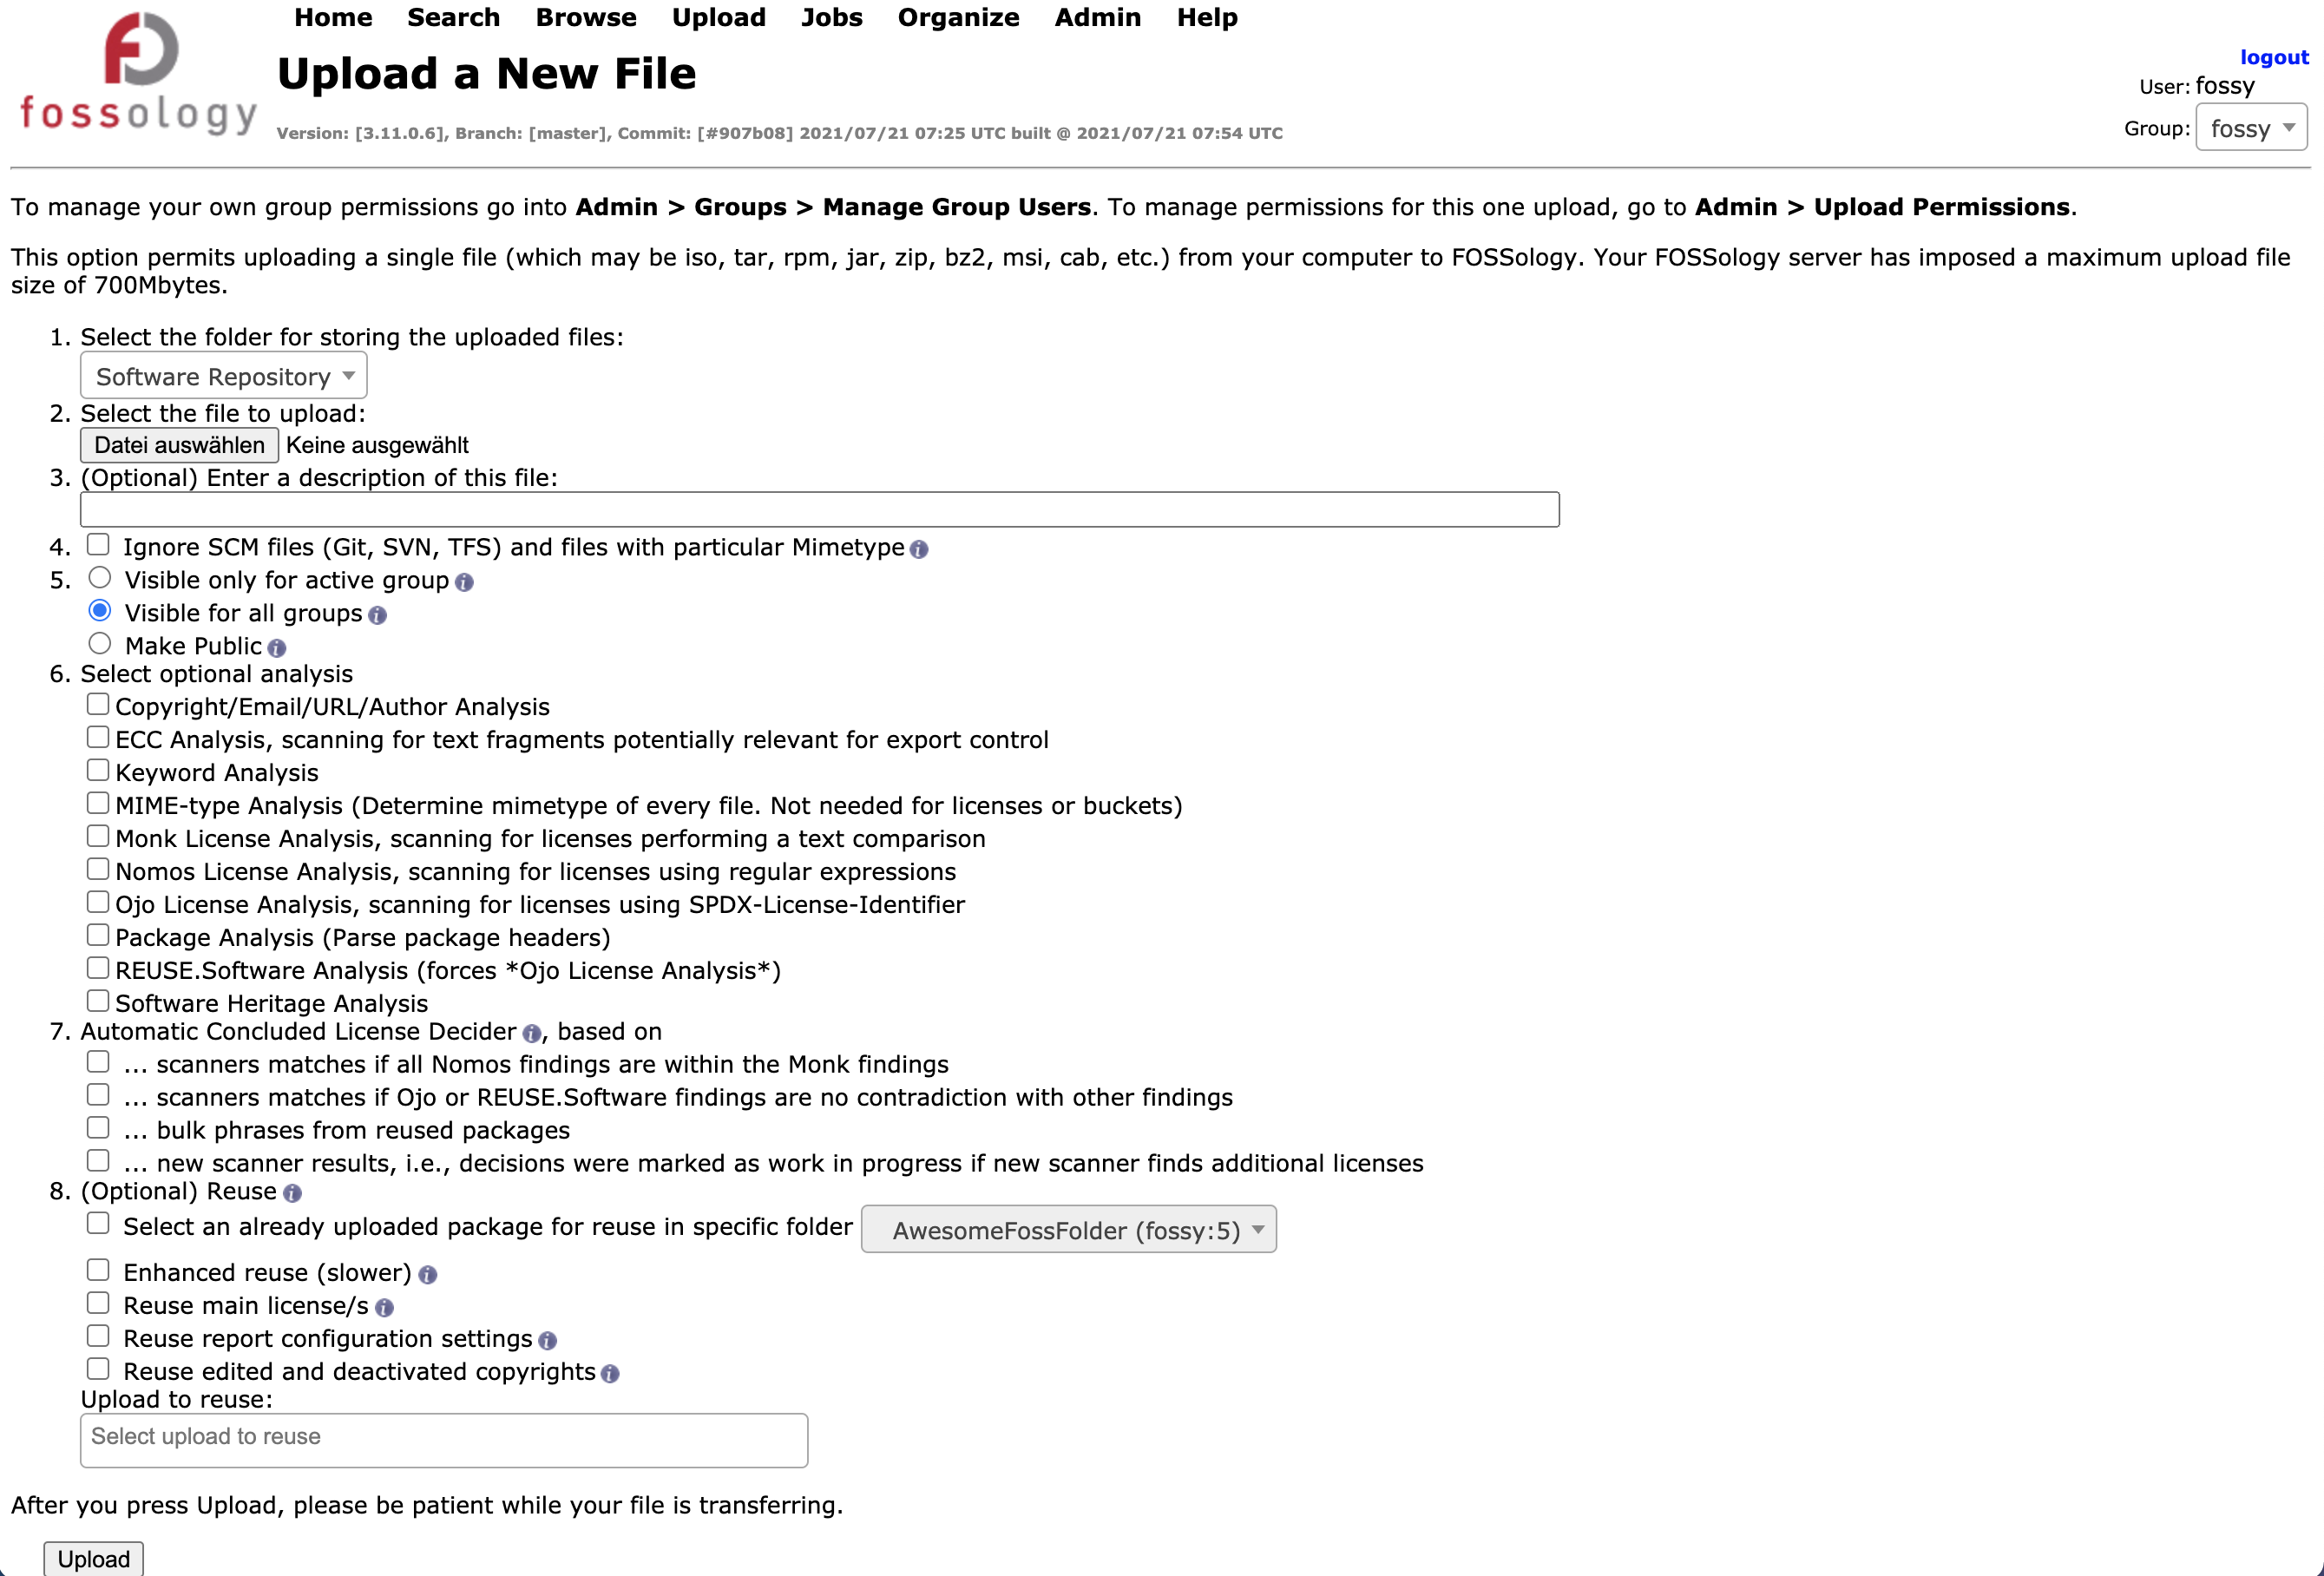 Home Search Browse Upload Jobs Organize Admin Help
fossology
Upload a New File
Version: [3.11.0.6], Branch: [master], Commit: [#907b08] 2021/07/21 07:25 UTC built @ 2021/07/21 07:54 UTC
logout
User: fossy
Group: fossy
To manage your own group permissions go into Admin > Groups > Manage Group Users. To manage permissions for this one upload, go to Admin > Upload Permissions.
This option permits uploading a single file (which may be iso, tar, rpm, jar, zip, bz2, msi, cab, etc.) from your computer to FOSSology. Your FOSSology server has imposed a maximum upload file
size of 700Mbytes.
1. Select the folder for storing the uploaded files:
Software Repository
2. Select the file to upload:
Datei auswählen Keine ausgewählt
3. (Optional) Enter a description of this file:
4. Ignore SCM files (Git, SVN, TFS) and files with particular Mimetype i
5. Visible only for active group i
Visible for all groups i
Make Public i
6. Select optional analysis
Copyright/Email/URL/Author Analysis
ECC Analysis, scanning for text fragments potentially relevant for export control
Keyword Analysis
MIME-type Analysis (Determine mimetype of every file. Not needed for licenses or buckets)
Monk License Analysis, scanning for licenses performing a text comparison
Nomos License Analysis, scanning for licenses using regular expressions
Ojo License Analysis, scanning for licenses using SPDX-License-Identifier
Package Analysis (Parse package headers)
REUSE.Software Analysis (forces *Ojo License Analysis*)
Software Heritage Analysis
7. Automatic Concluded License Decider i, based on
... scanners matches if all Nomos findings are within the Monk findings
... scanners matches if Ojo or REUSE.Software findings are no contradiction with other findings
... bulk phrases from reused packages
... new scanner results, i.e., decisions were marked as work in progress if new scanner finds additional licenses
8. (Optional) Reuse i
Select an already uploaded package for reuse in specific folder AwesomeFossFolder (fossy:5)
Enhanced reuse (slower) i
Reuse main license/s i
Reuse report configuration settings i
Reuse edited and deactivated copyrights i
Upload to reuse:
Select upload to reuse
After you press Upload, please be patient while your file is transferring.
Upload